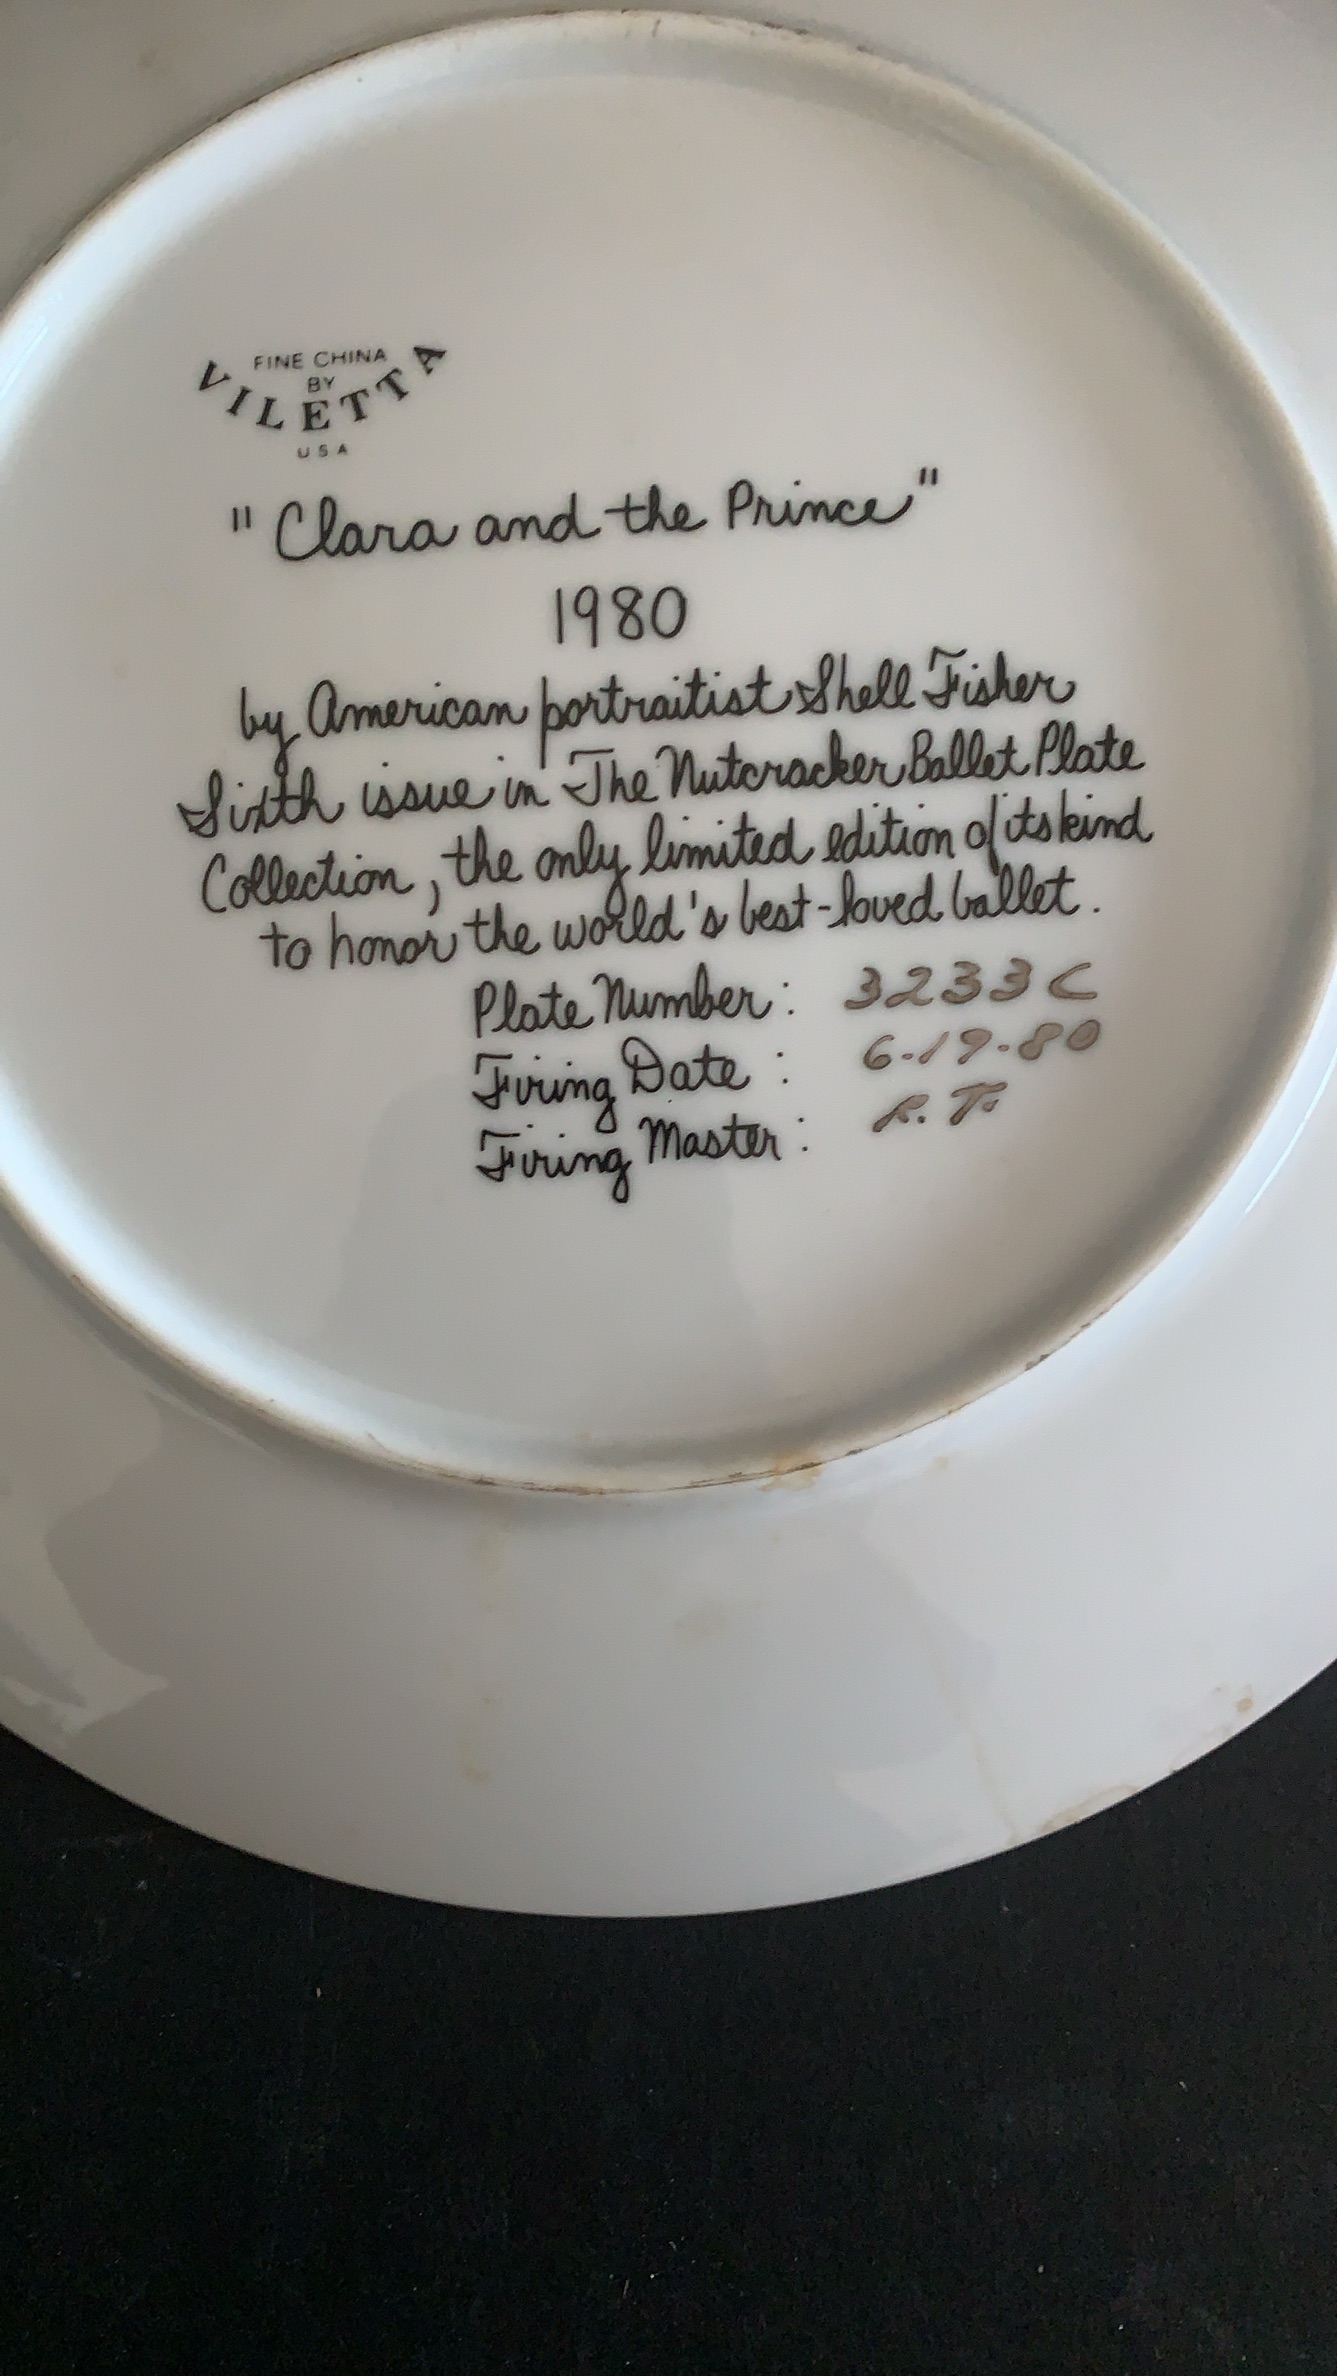 FINE CHINA
BY
VILETTA
USA
"Clara and the Prince"
1980
by American portraitist Shell Fisher
Sixth issue in The Nutcracker Ballet Plate
Collection, the only limited edition of its kind
to honor the world's best-loved ballet.
Plate Number: 3233C
Firing Date: 6-19-80
Firing Master: R.T.